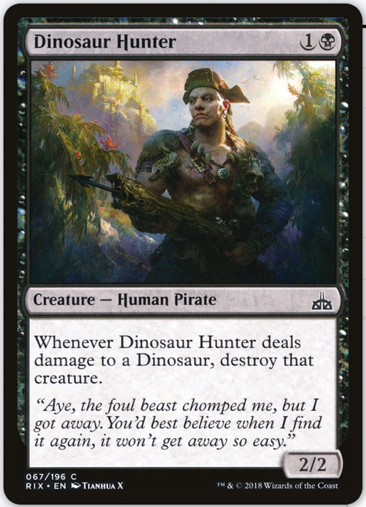 Dinosaur Hunter 1
Creature — Human Pirate
Whenever Dinosaur Hunter deals
damage to a Dinosaur, destroy that
creature.
“Aye, the foul beast chomped me, but I
got away. You’d best believe when I find
it again, it won’t get away so easy.”
2/2
067/196 C
RIX • EN Tianhua X
™ & © 2018 Wizards of the Coast